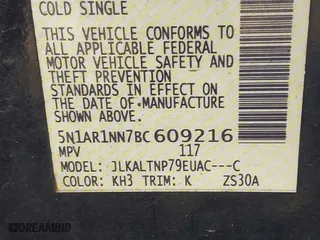 COLD SINGLE
THIS VEHICLE CONFORMS TO
ALL APPLICABLE FEDERAL
MOTOR VEHICLE SAFETY AND
THEFT PREVENTION
STANDARDS IN EFFECT ON
THE DATE OF MANUFACTURE
SHOWN ABOVE.
5N1AR1NN7BC609216
MPV 117
MODEL: JLKALTNP79EUAC---C
COLOR: KH3 TRIM: K ZS30A
DREAMBID